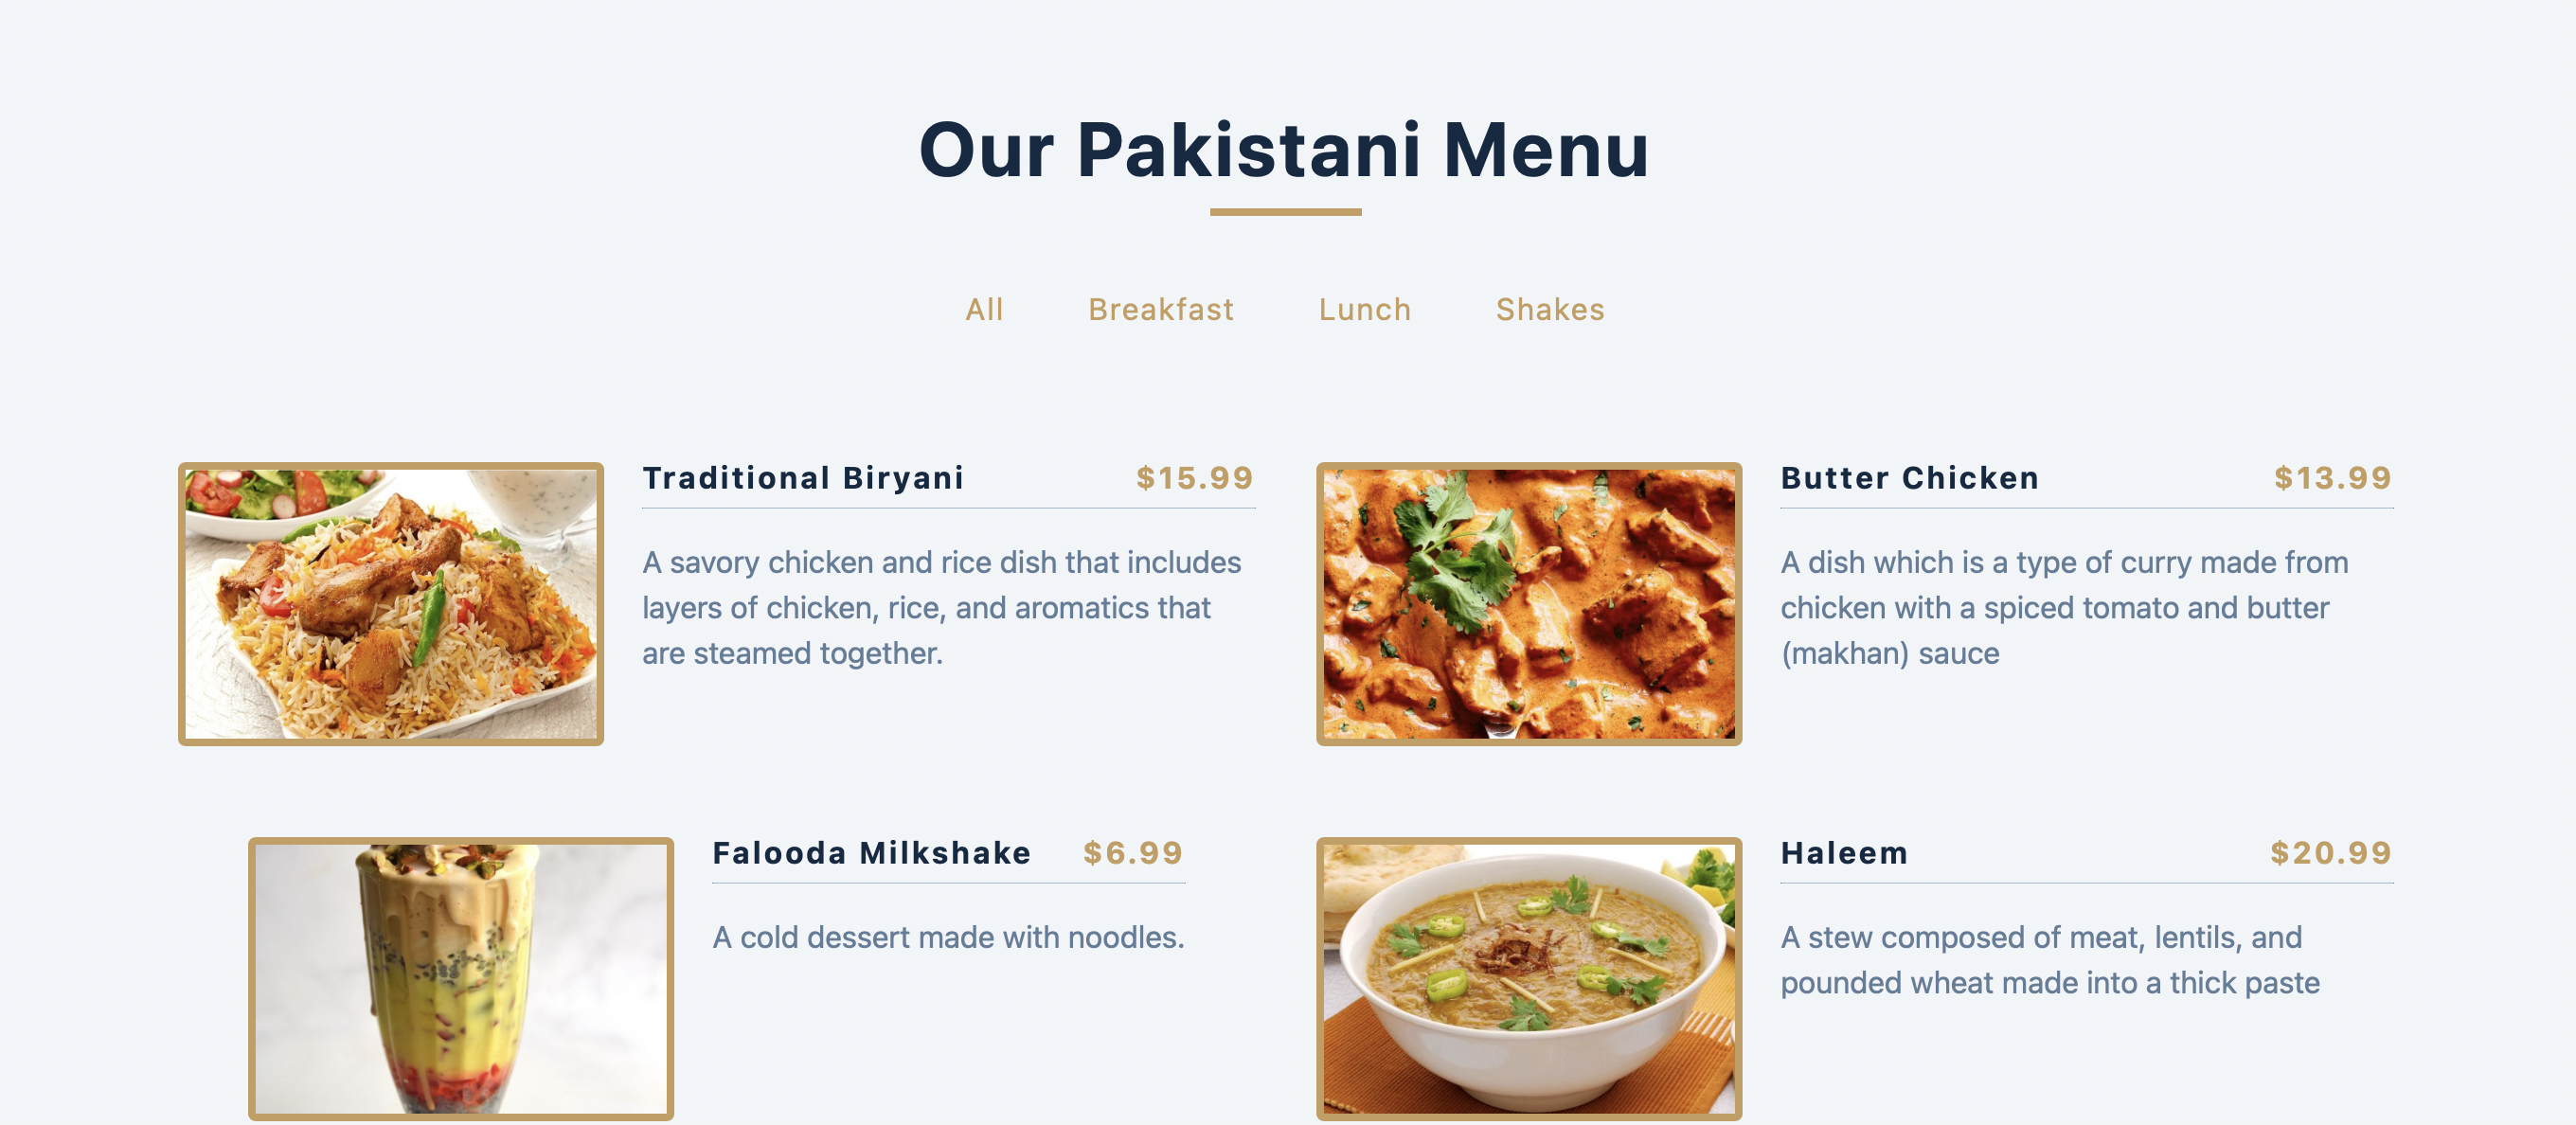 Our Pakistani Menu
All Breakfast Lunch Shakes
Traditional Biryani $15.99
A savory chicken and rice dish that includes
layers of chicken, rice, and aromatics that
are steamed together.
Butter Chicken $13.99
A dish which is a type of curry made from
chicken with a spiced tomato and butter
(makhan) sauce
Falooda Milkshake $6.99
A cold dessert made with noodles.
Haleem $20.99
A stew composed of meat, lentils, and
pounded wheat made into a thick paste